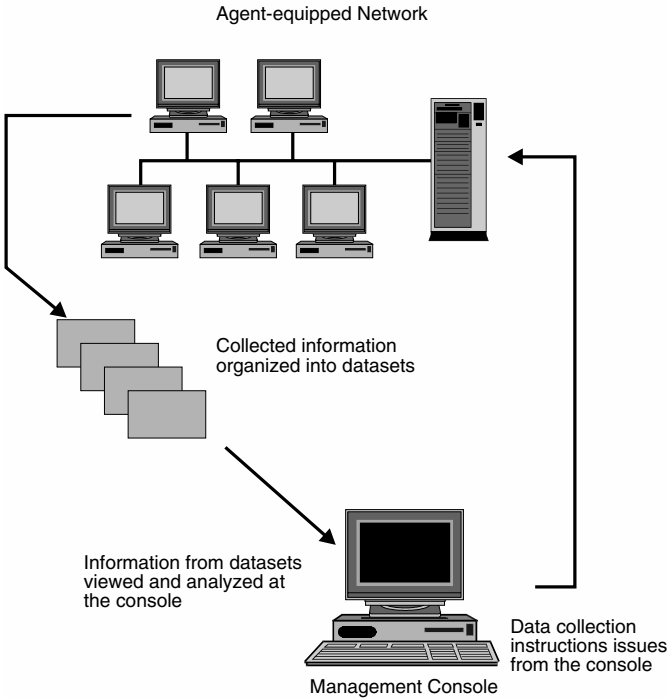 Agent-equipped Network
Collected information
organized into datasets
Information from datasets
viewed and analyzed at
the console
Data collection
instructions issues
from the console
Management Console